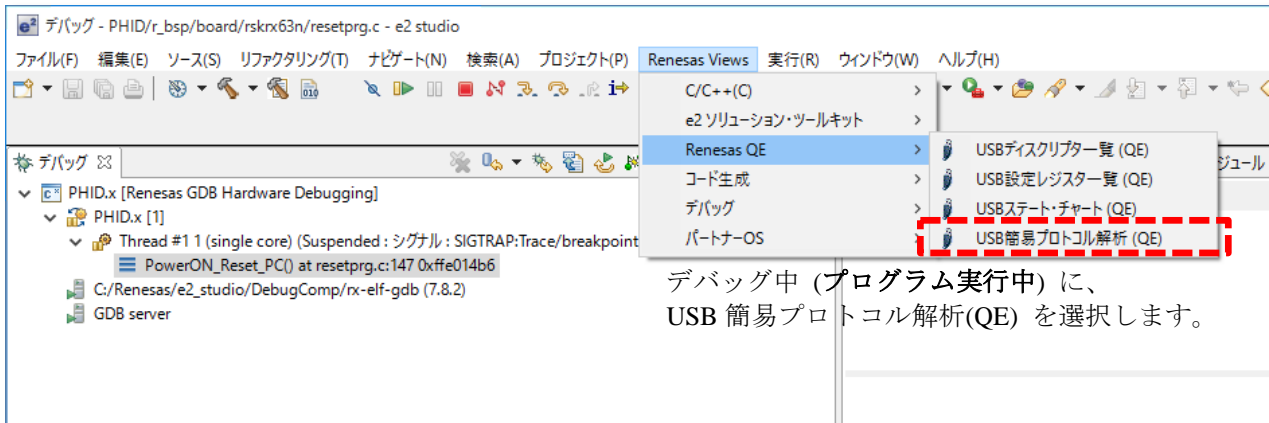 デバッグ - PHID/r_bsp/board/rskrx63n/resetprg.c - e2 studio
ファイル(F) 編集(E) ソース(S) リファクタリング(T) ナビゲート(N) 検索(A) プロジェクト(P) Renesas Views 実行(R) ウィンドウ(W) ヘルプ(H)
C/C++(C)
e2 ソリューション・ツールキット
Renesas QE
コード生成
デバッグ
パートナーOS
USBディスクリプタ一覧 (QE)
USB設定レジスタ一覧 (QE)
USBステート・チャート (QE)
USB簡易プロトコル解析 (QE)
ジュール
デバッグ
PHID.x [Renesas GDB Hardware Debugging]
PHID.x [1]
Thread #1 1 (single core) (Suspended : シグナル : SIGTRAP:Trace/breakpoint
PowerON_Reset_PC() at resetprg.c:147 0xffe014b6
C:/Renesas/e2_studio/DebugComp/rx-elf-gdb (7.8.2)
GDB server
デバッグ中 (プログラム実行中) に、
USB 簡易プロトコル解析(QE) を選択します。